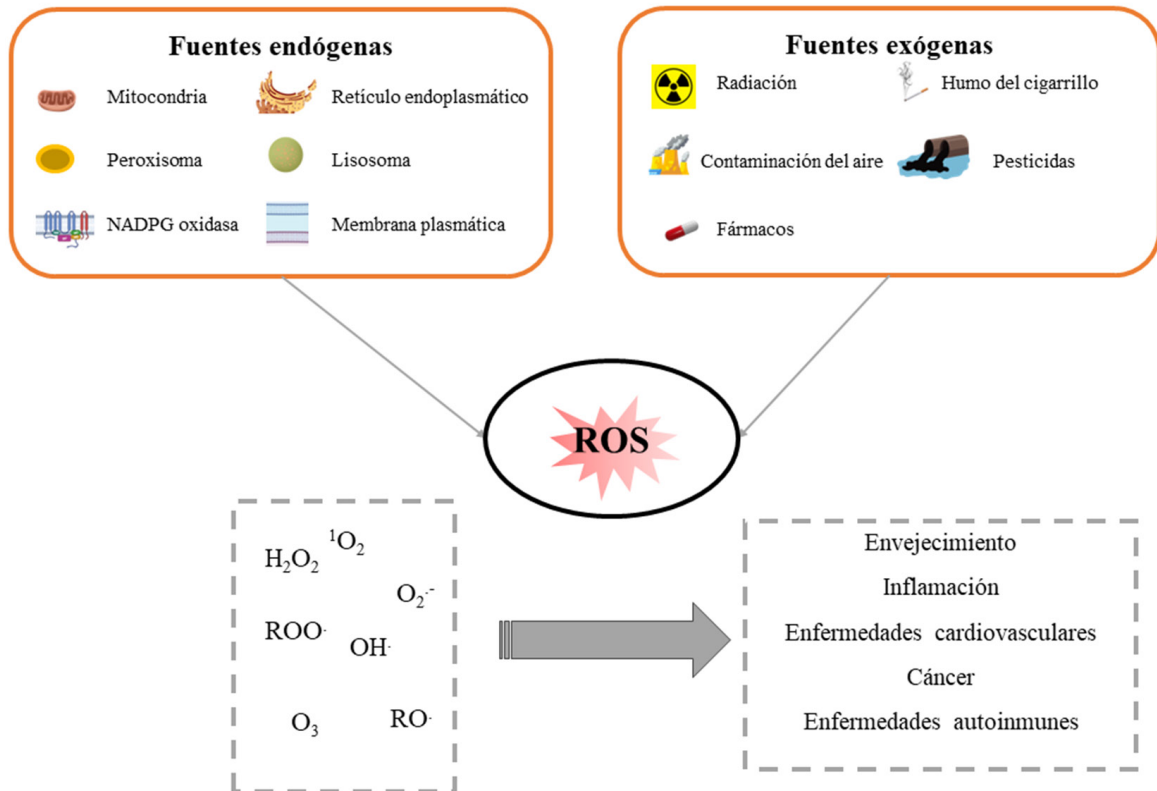 Fuentes endógenas
Mitocondria
Retículo endoplasmático
Peroxisoma
Lisosoma
NADPG oxidasa
Membrana plasmática
Fuentes exógenas
Radiación
Humo del cigarrillo
Contaminación del aire
Pesticidas
Fármacos
ROS
¹O₂
H₂O₂
O₂·⁻
ROO·
OH·
O₃
RO·
Envejecimiento
Inflamación
Enfermedades cardiovasculares
Cáncer
Enfermedades autoinmunes